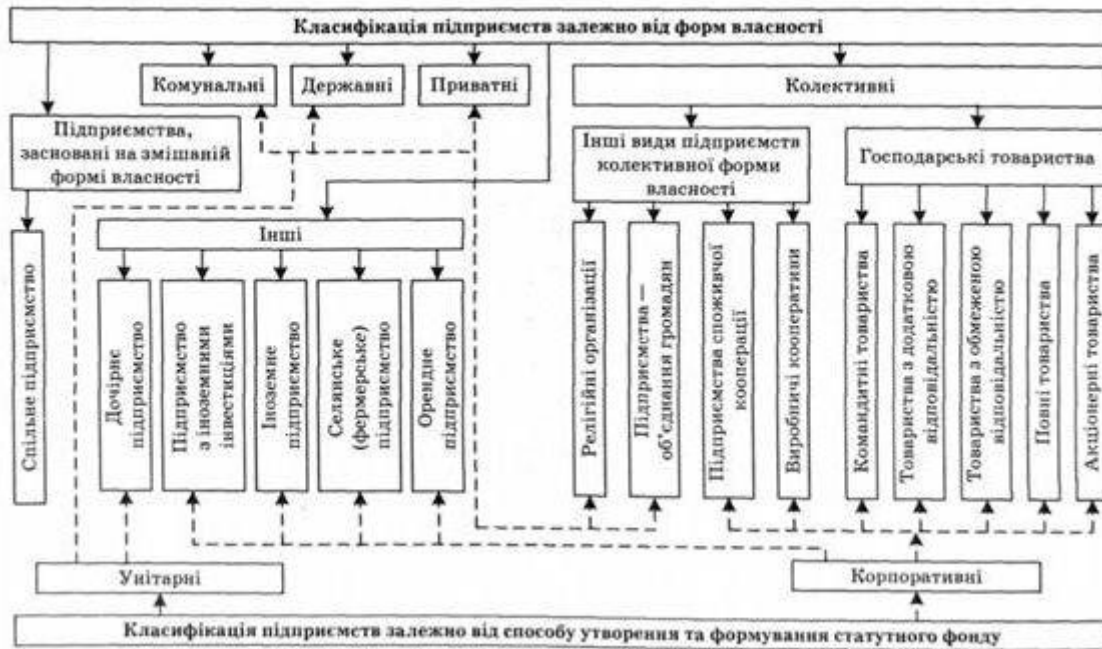 Класифікація підприємств залежно від форм власності
Комунальні
Державні
Приватні
Колективні
Підприємства,
засновані на змішаній
формі власності
Інші види підприємств
колективної форми
власності
Господарські товариства
Інші
Спільне підприємство
Дочірнє
підприємство
Підприємство
з іноземними
інвестиціями
Іноземне
підприємство
Селянське
(фермерське)
підприємство
Орендне
підприємство
Релігійні організації
Підприємства —
об’єднання громадян
Підприємства споживчої
кооперації
Виробничі кооперативи
Командитні товариства
Товариства з додатковою
відповідальністю
Товариства з обмеженою
відповідальністю
Повні товариства
Акціонерні товариства
Унітарні
Корпоративні
Класифікація підприємств залежно від способу утворення та формування статутного фонду